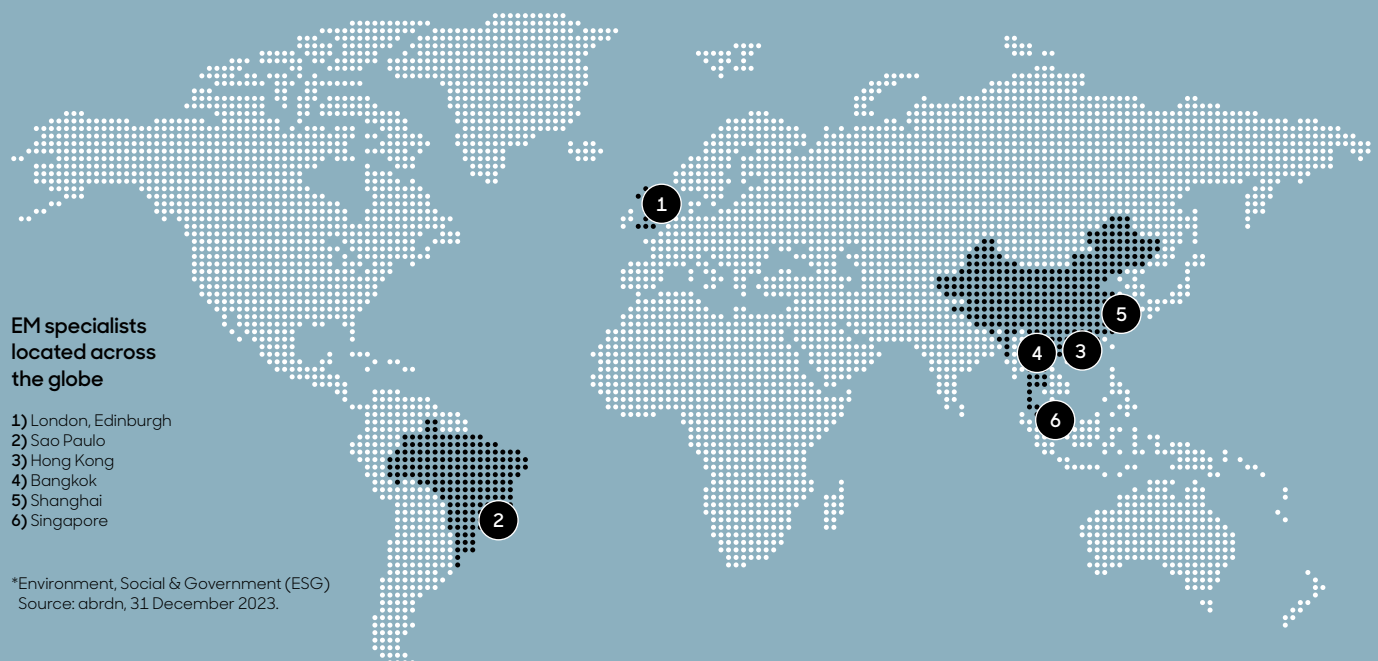 EM specialists
located across
the globe
1) London, Edinburgh
2) Sao Paulo
3) Hong Kong
4) Bangkok
5) Shanghai
6) Singapore
*Environment, Social & Government (ESG)
Source: abrdn, 31 December 2023.
1
5
4
3
6
2